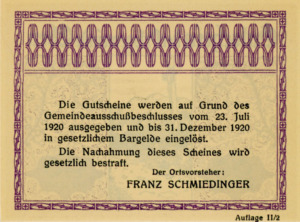 Die Gutscheine werden auf Grund des
Gemeindeausschußbeschlusses vom 23. Juli
1920 ausgegeben und bis 31. Dezember 1920
in gesetzlichem Bargelde eingelöst.
Die Nachahmung dieses Scheines wird
gesetzlich bestraft.
Der Ortsvorsteher:
FRANZ SCHMIEDINGER
Auflage II/2